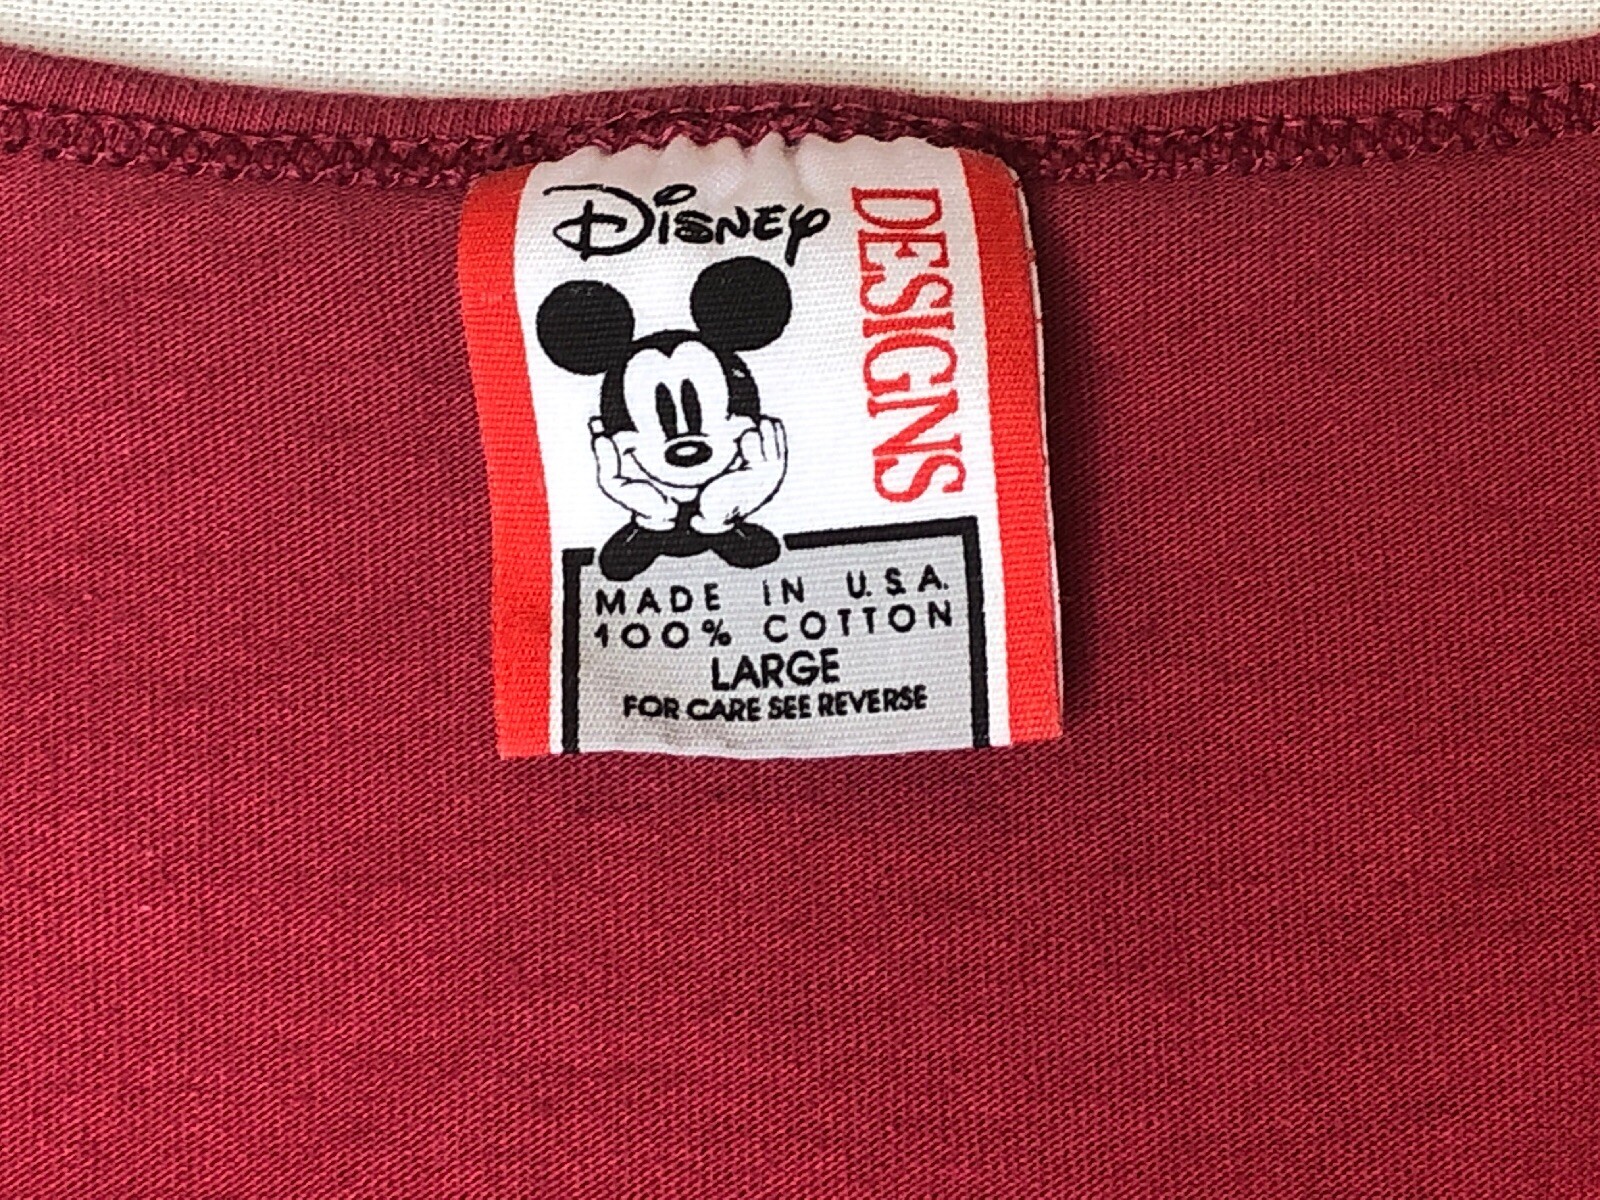 Disney
DESIGNS
MADE IN U.S.A.
100% COTTON
LARGE
FOR CARE SEE REVERSE